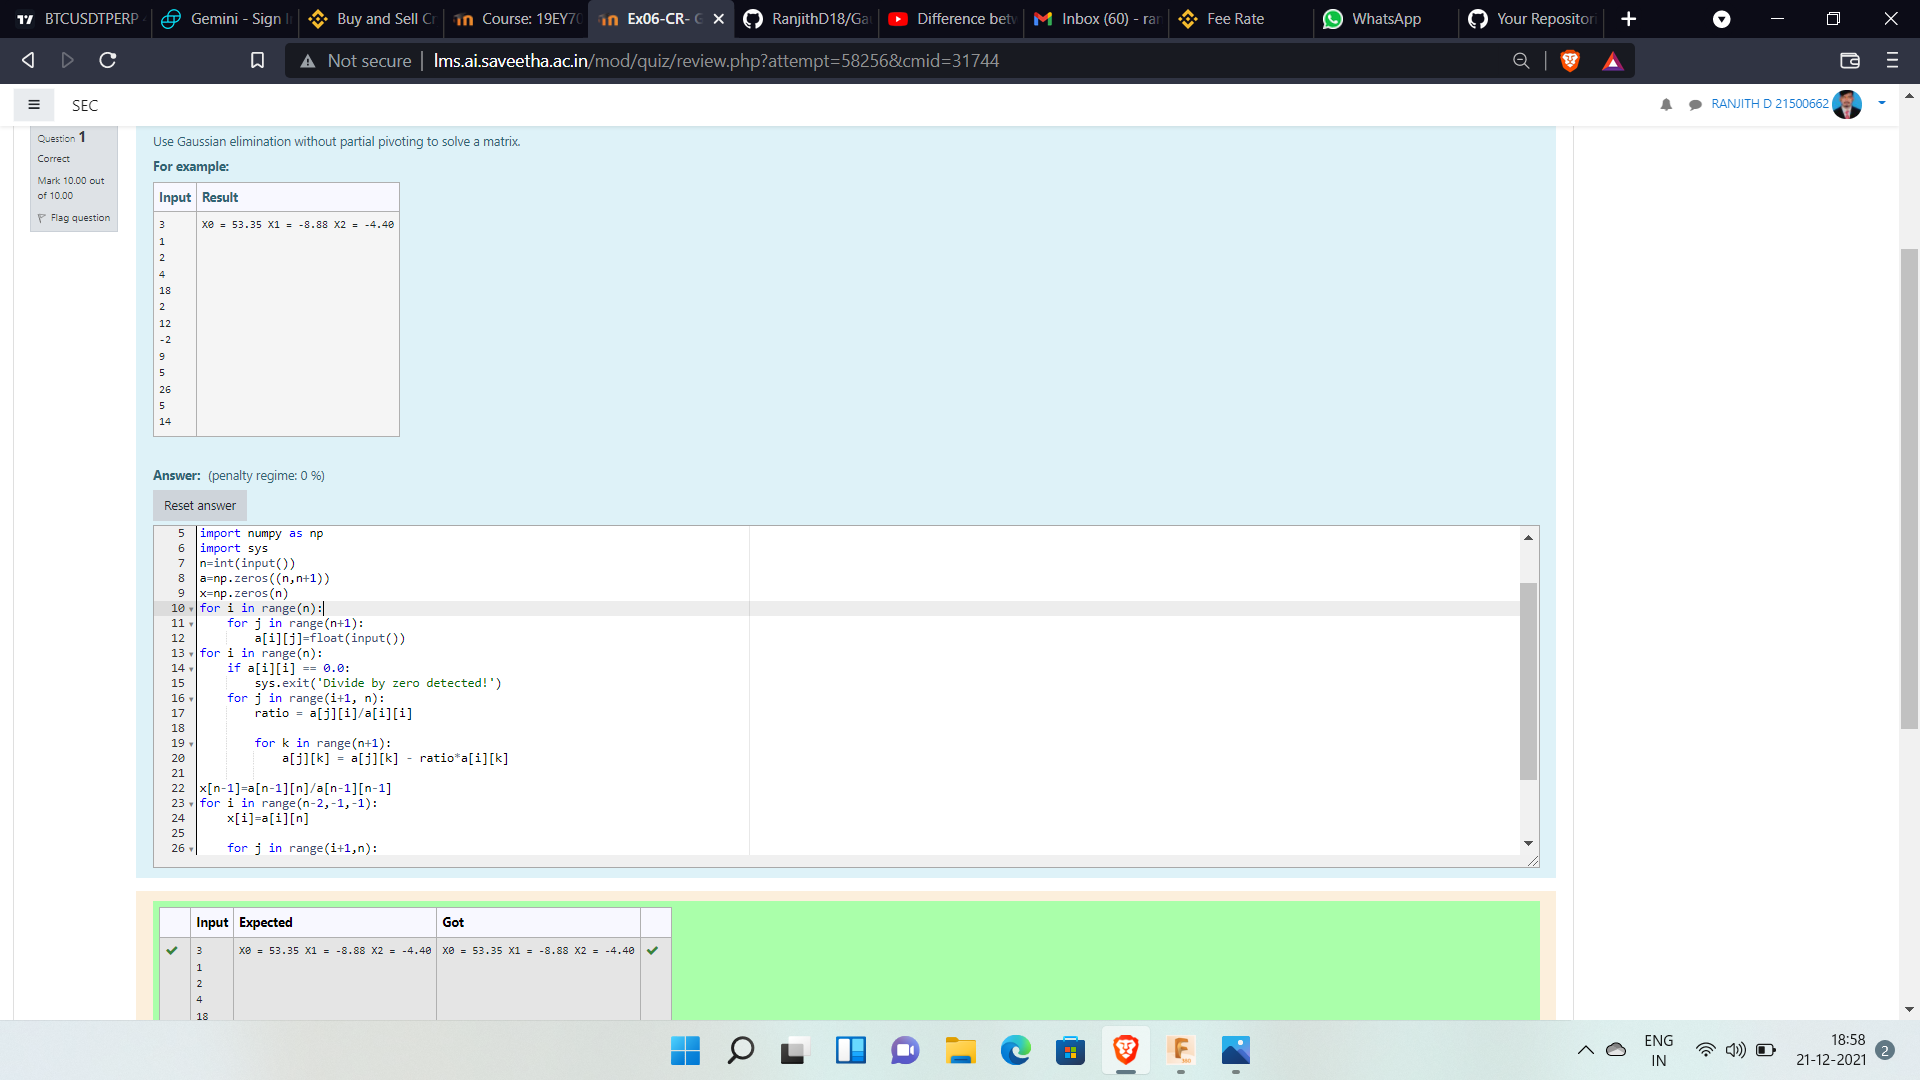 BTCUSDTPERP
Gemini - Sign I
Buy and Sell Cr
Course: 19EY70
Ex06-CR- G
RanjithD18/Gau
Difference betw
Inbox (60) - ran
Fee Rate
WhatsApp
Your Repositori
Not secure
lms.ai.saveetha.ac.in/mod/quiz/review.php?attempt=58256&cmid=31744
SEC
RANJITH D 21500662
Question 1
Correct
Mark 10.00 out
of 10.00
Flag question
Use Gaussian elimination without partial pivoting to solve a matrix.
For example:
Input Result
3 X0 = 53.35 X1 = -8.88 X2 = -4.40
1
2
4
18
2
12
-2
9
5
26
5
14
Answer: (penalty regime: 0 %)
Reset answer
5 import numpy as np
6 import sys
7 n=int(input())
8 a=np.zeros((n,n+1))
9 x=np.zeros(n)
10 for i in range(n):
11 for j in range(n+1):
12 a[i][j]=float(input())
13 for i in range(n):
14 if a[i][i] == 0.0:
15 sys.exit('Divide by zero detected!')
16 for j in range(i+1, n):
17 ratio = a[j][i]/a[i][i]
18
19 for k in range(n+1):
20 a[j][k] = a[j][k] - ratio*a[i][k]
21
22 x[n-1]=a[n-1][n]/a[n-1][n-1]
23 for i in range(n-2,-1,-1):
24 x[i]=a[i][n]
25
26 for j in range(i+1,n):
Input Expected Got
3 X0 = 53.35 X1 = -8.88 X2 = -4.40 X0 = 53.35 X1 = -8.88 X2 = -4.40
1
2
4
18
ENG
IN
18:58
21-12-2021
2